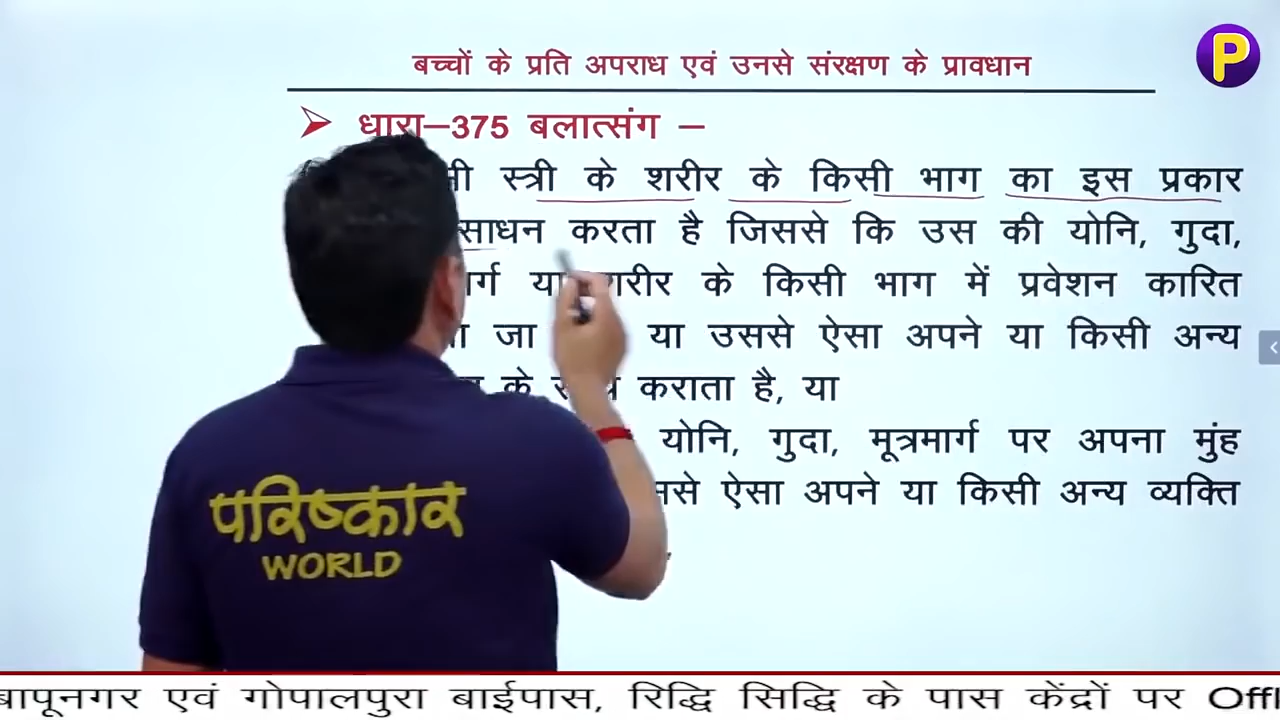 P
बच्चों के प्रति अपराध एवं उनसे संरक्षण के प्रावधान
धारा–375 बलात्संग –
स्त्री के शरीर के किसी भाग का इस प्रकार
साधन करता है जिससे कि उस की योनि, गुदा,
या शरीर के किसी भाग में प्रवेशन कारित
जा या उससे ऐसा अपने या किसी अन्य
के कराता है, या
योनि, गुदा, मूत्रमार्ग पर अपना मुंह
ऐसा अपने या किसी अन्य व्यक्ति
परिष्कार
WORLD
बापूनगर एवं गोपालपुरा बाईपास, रिद्धि सिद्धि के पास केंद्रों पर